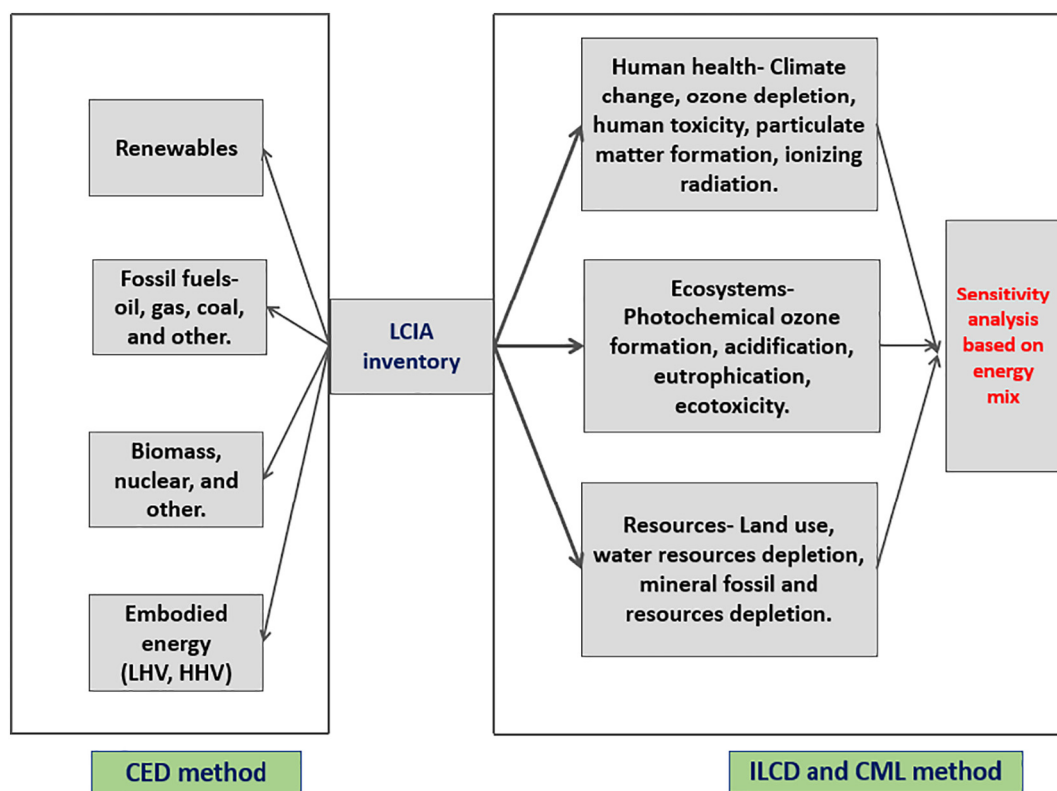 Renewables
Fossil fuels-
oil, gas, coal,
and other.
Biomass,
nuclear, and
other.
Embodied
energy
(LHV, HHV)
CED method
LCIA
inventory
Human health- Climate
change, ozone depletion,
human toxicity, particulate
matter formation, ionizing
radiation.
Ecosystems-
Photochemical ozone
formation, acidification,
eutrophication,
ecotoxicity.
Resources- Land use,
water resources depletion,
mineral fossil and
resources depletion.
Sensitivity
analysis
based on
energy
mix
ILCD and CML method